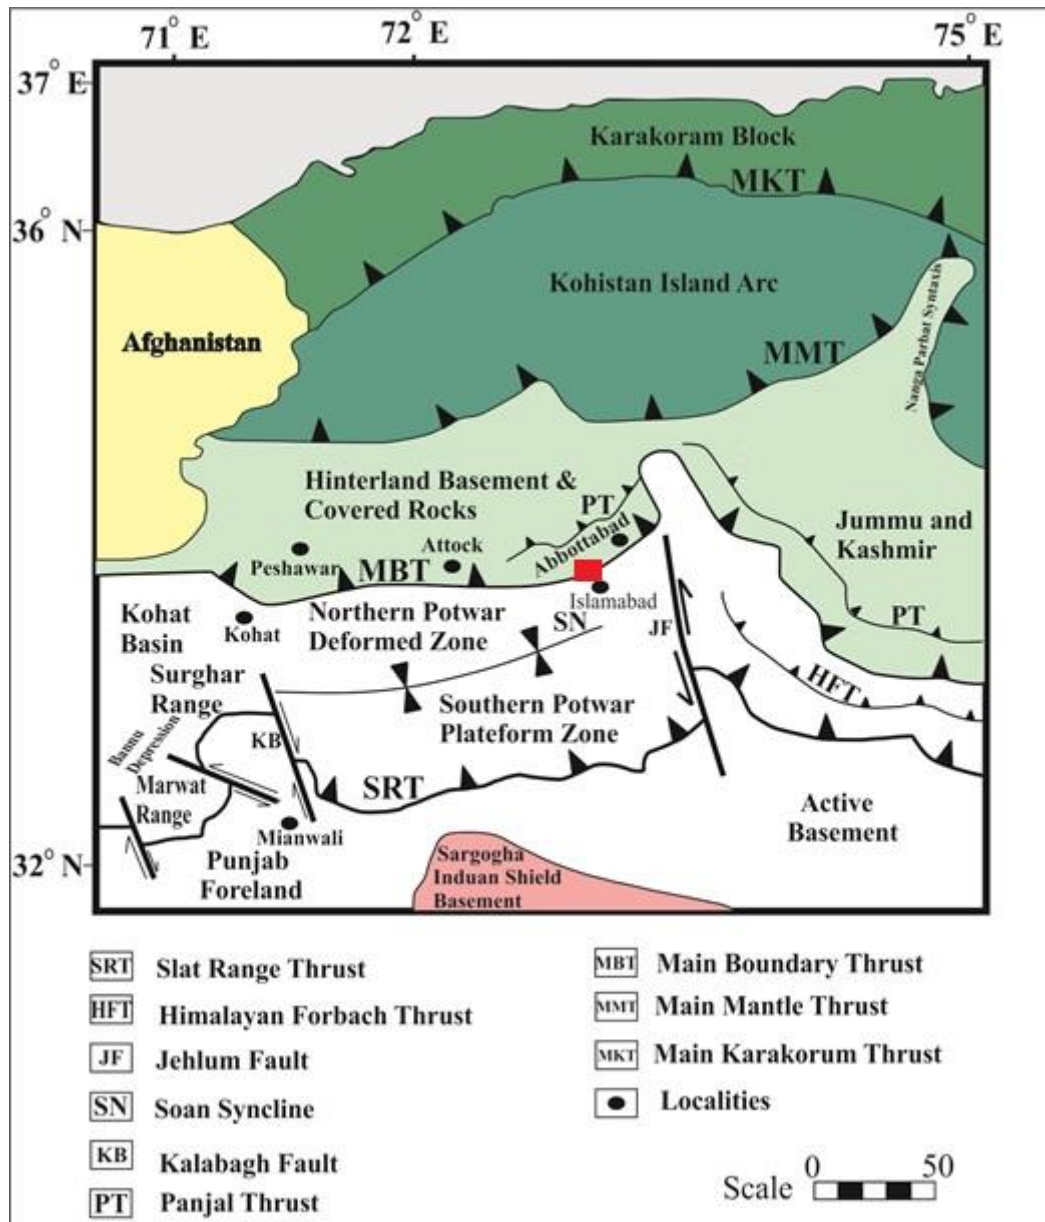 71° E
72° E
75° E
37° E
36° N
32° N
Karakoram Block
MKT
Kohistan Island Arc
Afghanistan
MMT
Nanga Parbat Syntaxis
Hinterland Basement &
Covered Rocks
PT
Jummu and
Kashmir
Abbottabad
Attock
Peshawar
MBT
Islamabad
Kohat
Basin
Kohat
Northern Potwar
Deformed Zone
SN
JF
PT
HFT
Surghar
Range
Southern Potwar
Plateform Zone
KB
Bannu
Depression
Marwat
Range
SRT
Mianwali
Active
Basement
Punjab
Foreland
Sargogha
Induan Shield
Basement
SRT Slat Range Thrust
HFT Himalayan Forbach Thrust
JF Jehlum Fault
SN Soan Syncline
KB Kalabagh Fault
PT Panjal Thrust
MBT Main Boundary Thrust
MMT Main Mantle Thrust
MKT Main Karakorum Thrust
Localities
Scale 0 50